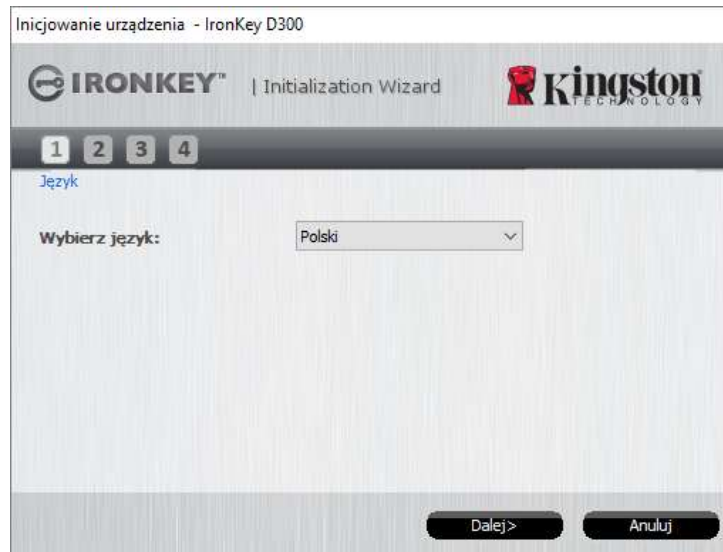 Inicjowanie urządzenia - IronKey D300
IRONKEY™ | Initialization Wizard
Kingston
TECHNOLOGY
1 2 3 4
Język
Wybierz język: Polski
Dalej> Anuluj